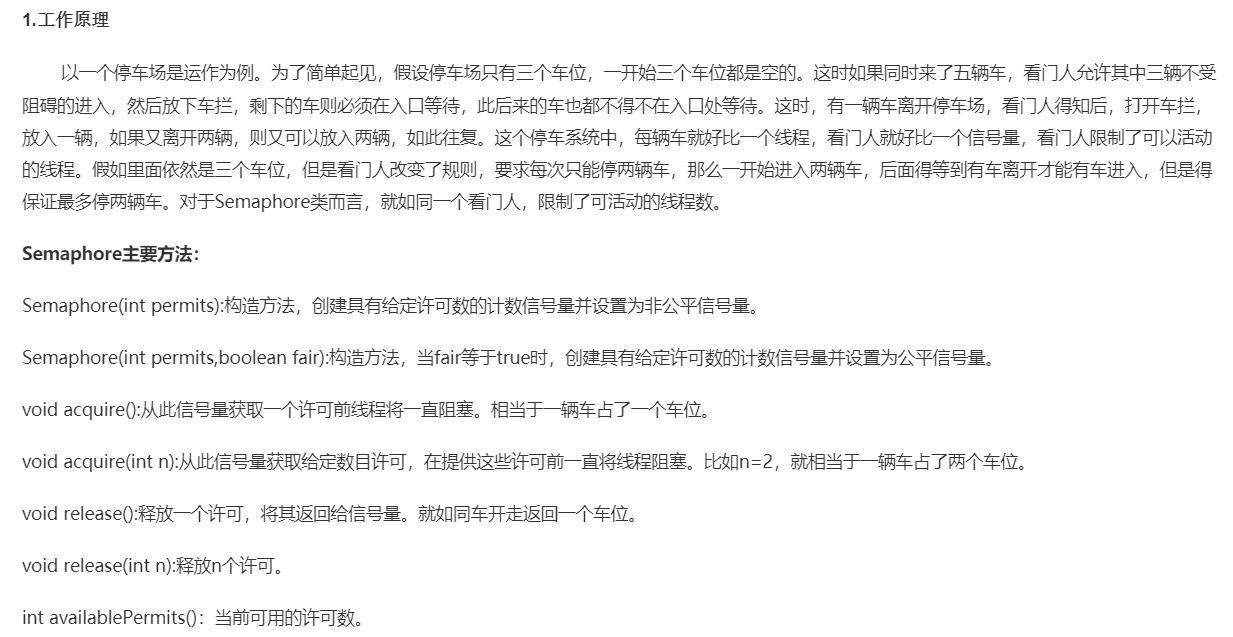 1.工作原理
以一个停车场是运作为例。为了简单起见，假设停车场只有三个车位，一开始三个车位都是空的。这时如果同时来了五辆车，看门人允许其中三辆不受
阻碍的进入，然后放下车拦，剩下的车则必须在入口等待，此后来的车也都不得不在入口处等待。这时，有一辆车离开停车场，看门人得知后，打开车拦，
放入一辆，如果又离开两辆，则又可以放入两辆，如此往复。这个停车系统中，每辆车就好比一个线程，看门人就好比一个信号量，看门人限制了可以活动
的线程。假如里面依然是三个车位，但是看门人改变了规则，要求每次只能停两辆车，那么一开始进入两辆车，后面得等到有车离开才能有车进入，但是得
保证最多停两辆车。对于Semaphore类而言，就如同一个看门人，限制了可活动的线程数。
Semaphore主要方法：
Semaphore(int permits):构造方法，创建具有给定许可数的计数信号量并设置为非公平信号量。
Semaphore(int permits,boolean fair):构造方法，当fair等于true时，创建具有给定许可数的计数信号量并设置为公平信号量。
void acquire():从此信号量获取一个许可前线程将一直阻塞。相当于一辆车占了一个车位。
void acquire(int n):从此信号量获取给定数目许可，在提供这些许可前一直将线程阻塞。比如n=2，就相当于一辆车占了两个车位。
void release():释放一个许可，将其返回给信号量。就如同车开走返回一个车位。
void release(int n):释放n个许可。
int availablePermits()：当前可用的许可数。